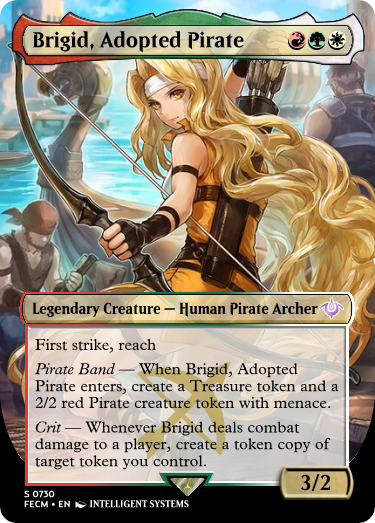 Brigid, Adopted Pirate
Legendary Creature — Human Pirate Archer
First strike, reach
Pirate Band — When Brigid, Adopted
Pirate enters, create a Treasure token and a
2/2 red Pirate creature token with menace.
Crit — Whenever Brigid deals combat
damage to a player, create a token copy of
target token you control.
3/2
S 0730
FECM • EN INTELLIGENT SYSTEMS